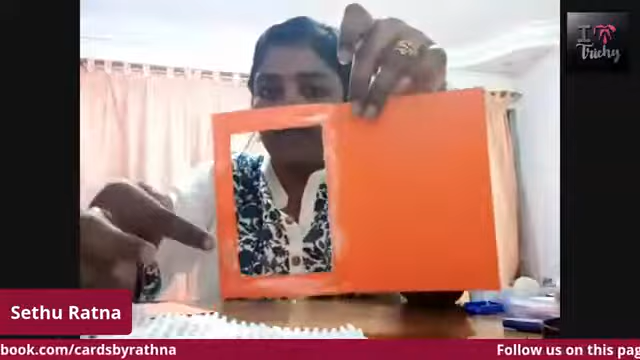 I
Trichy
Sethu Ratna
book.com/cardsbyrathna
Follow us on this pag